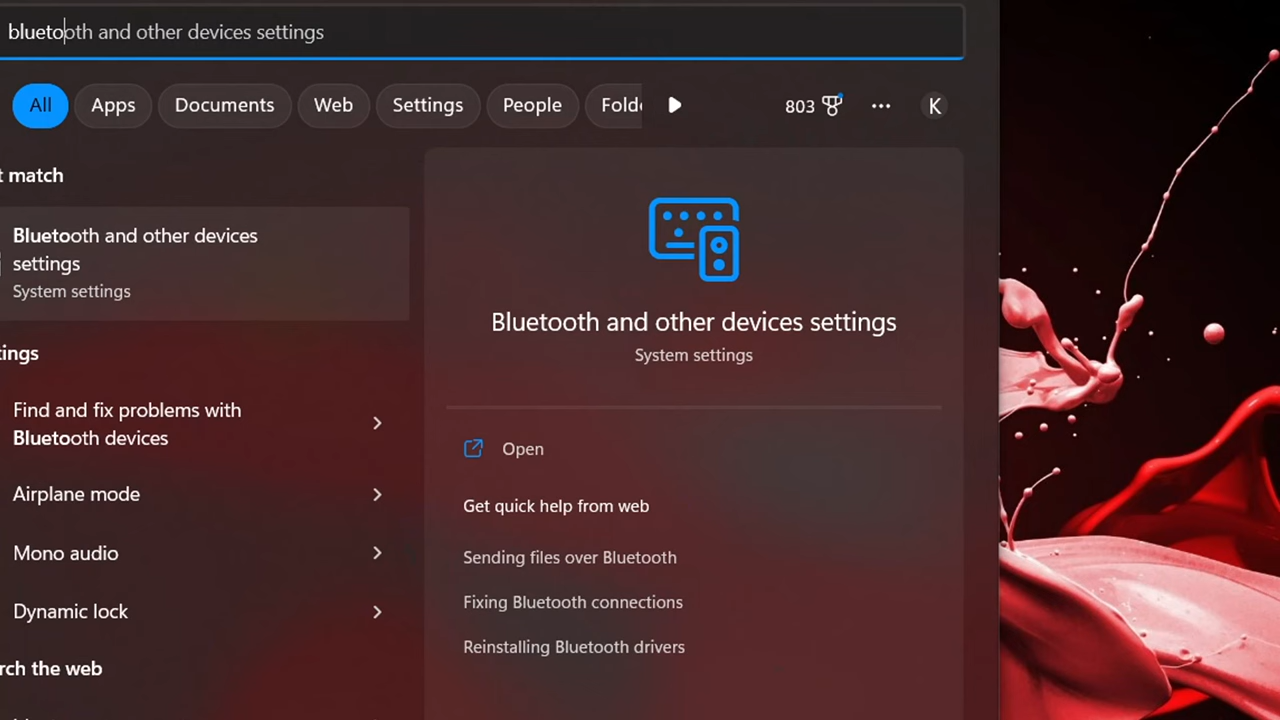 bluetooth and other devices settings
All Apps Documents Web Settings People Folde
803 K
t match
Bluetooth and other devices
settings
System settings
tings
Find and fix problems with
Bluetooth devices
Airplane mode
Mono audio
Dynamic lock
rch the web
Bluetooth and other devices settings
System settings
Open
Get quick help from web
Sending files over Bluetooth
Fixing Bluetooth connections
Reinstalling Bluetooth drivers